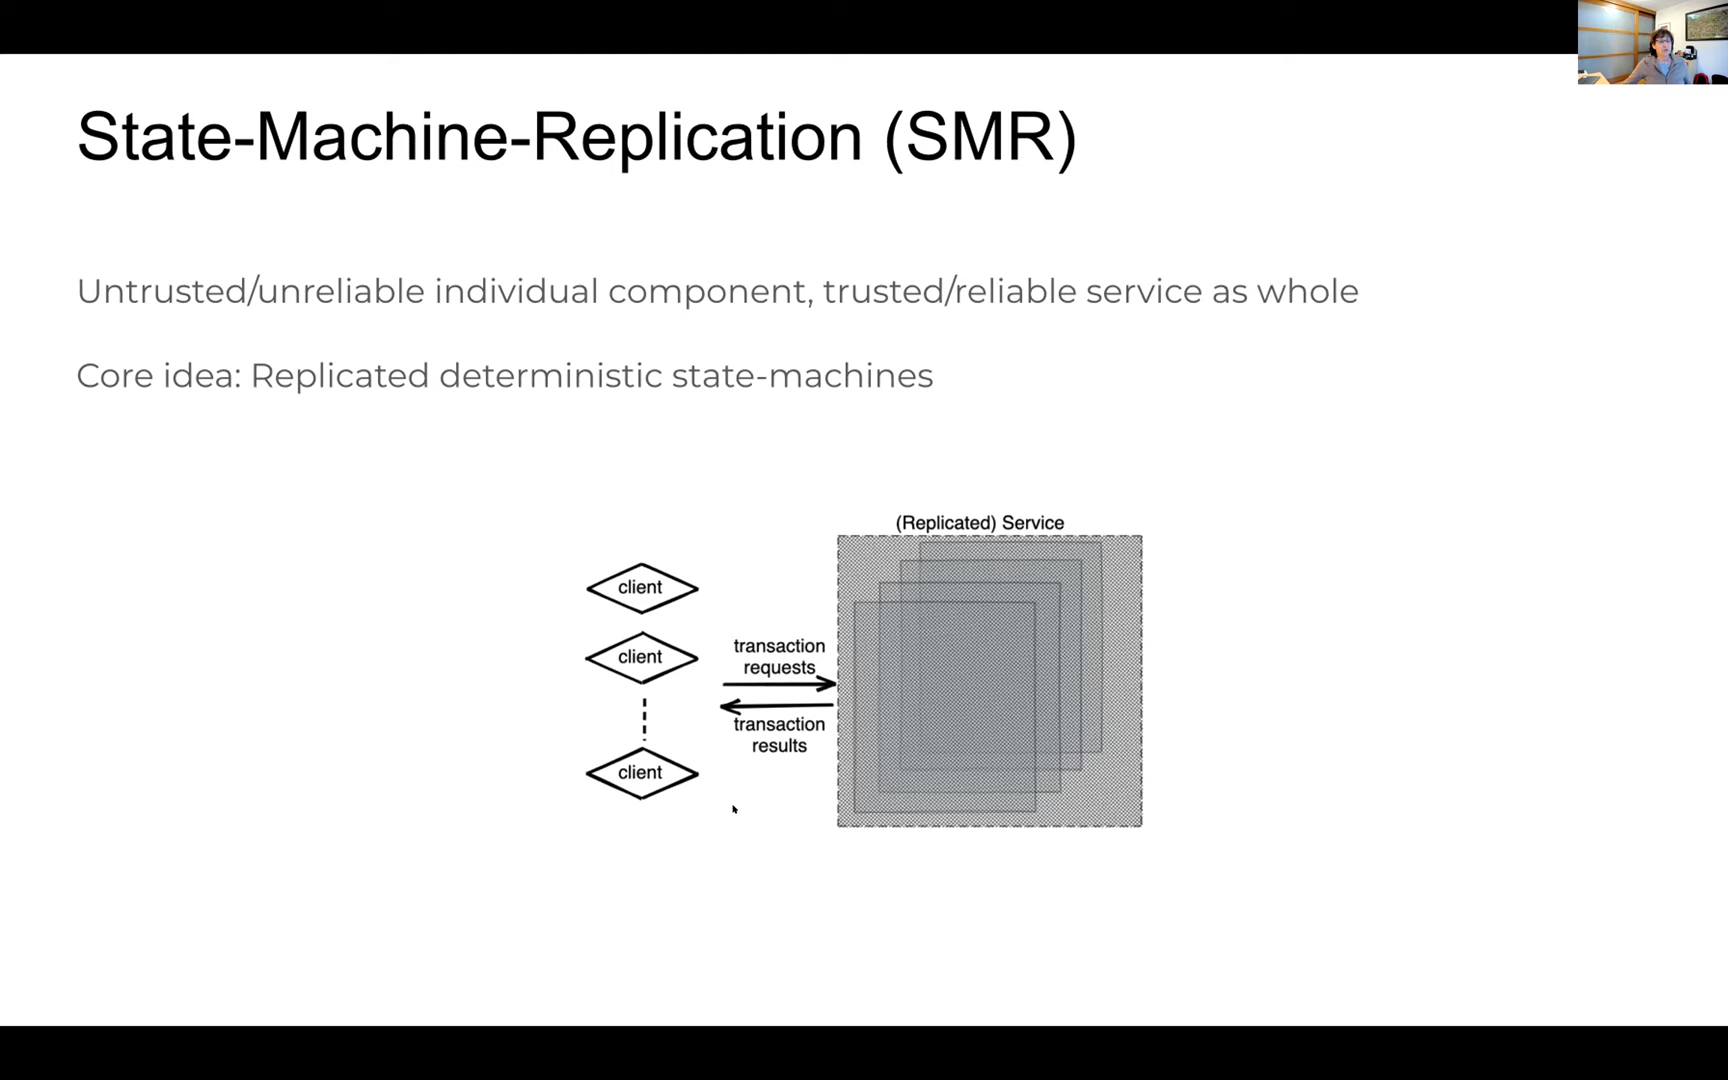 State-Machine-Replication (SMR)
Untrusted/unreliable individual component, trusted/reliable service as whole
Core idea: Replicated deterministic state-machines
(Replicated) Service
client
client
transaction
requests
transaction
results
client